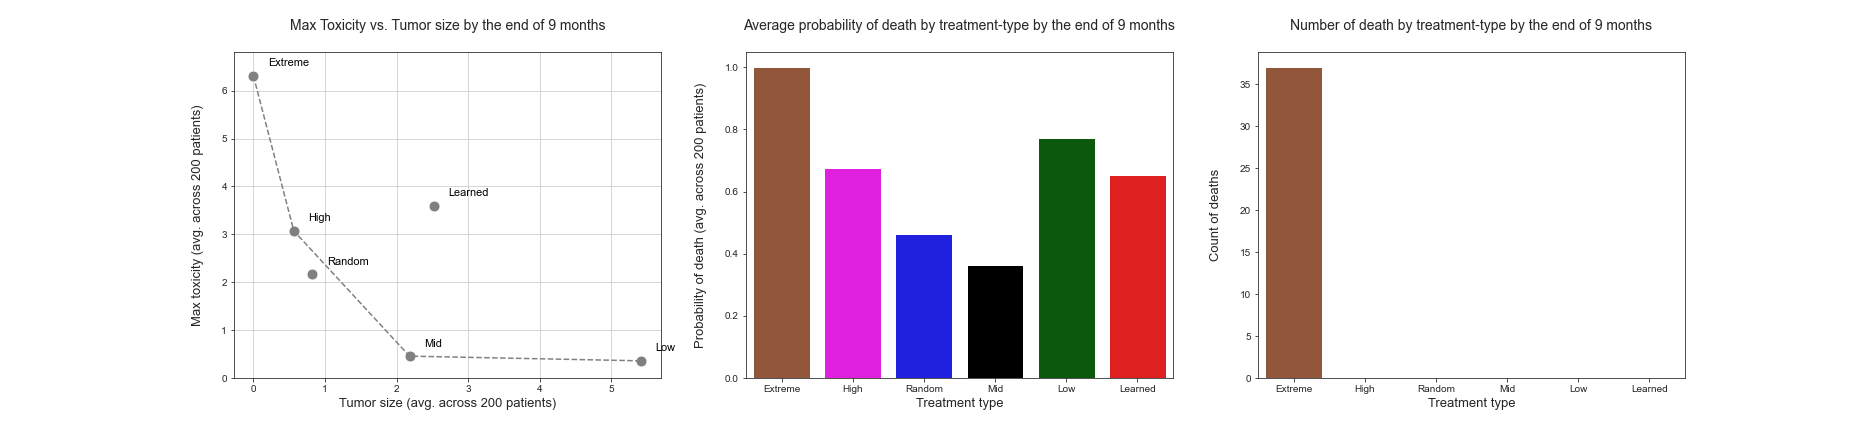 Max Toxicity vs. Tumor size by the end of 9 months
Max toxicity (avg. across 200 patients)
6
5
4
3
2
1
0
Extreme
High
Random
Learned
Mid
Low
0 1 2 3 4 5
Tumor size (avg. across 200 patients)
Average probability of death by treatment-type by the end of 9 months
Probability of death (avg. across 200 patients)
1.0
0.8
0.6
0.4
0.2
0.0
Extreme High Random Mid Low Learned
Treatment type
Number of death by treatment-type by the end of 9 months
Count of deaths
35
30
25
20
15
10
5
0
Extreme High Random Mid Low Learned
Treatment type